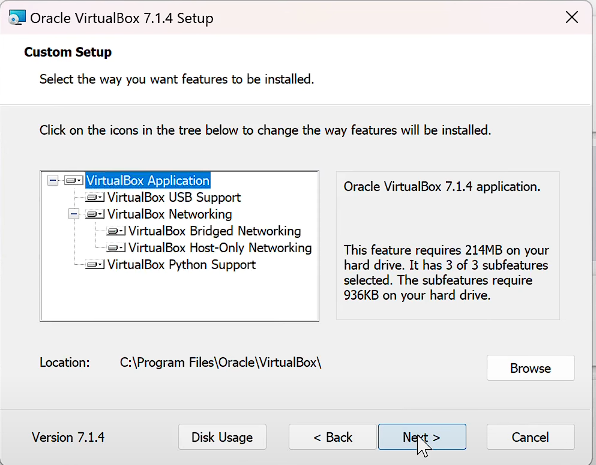 Oracle VirtualBox 7.1.4 Setup
Custom Setup
Select the way you want features to be installed.
Click on the icons in the tree below to change the way features will be installed.
VirtualBox Application
VirtualBox USB Support
VirtualBox Networking
VirtualBox Bridged Networking
VirtualBox Host-Only Networking
VirtualBox Python Support
Oracle VirtualBox 7.1.4 application.
This feature requires 214MB on your
hard drive. It has 3 of 3 subfeatures
selected. The subfeatures require
936KB on your hard drive.
Location: C:\Program Files\Oracle\VirtualBox\
Browse
Version 7.1.4
Disk Usage
< Back
Next >
Cancel